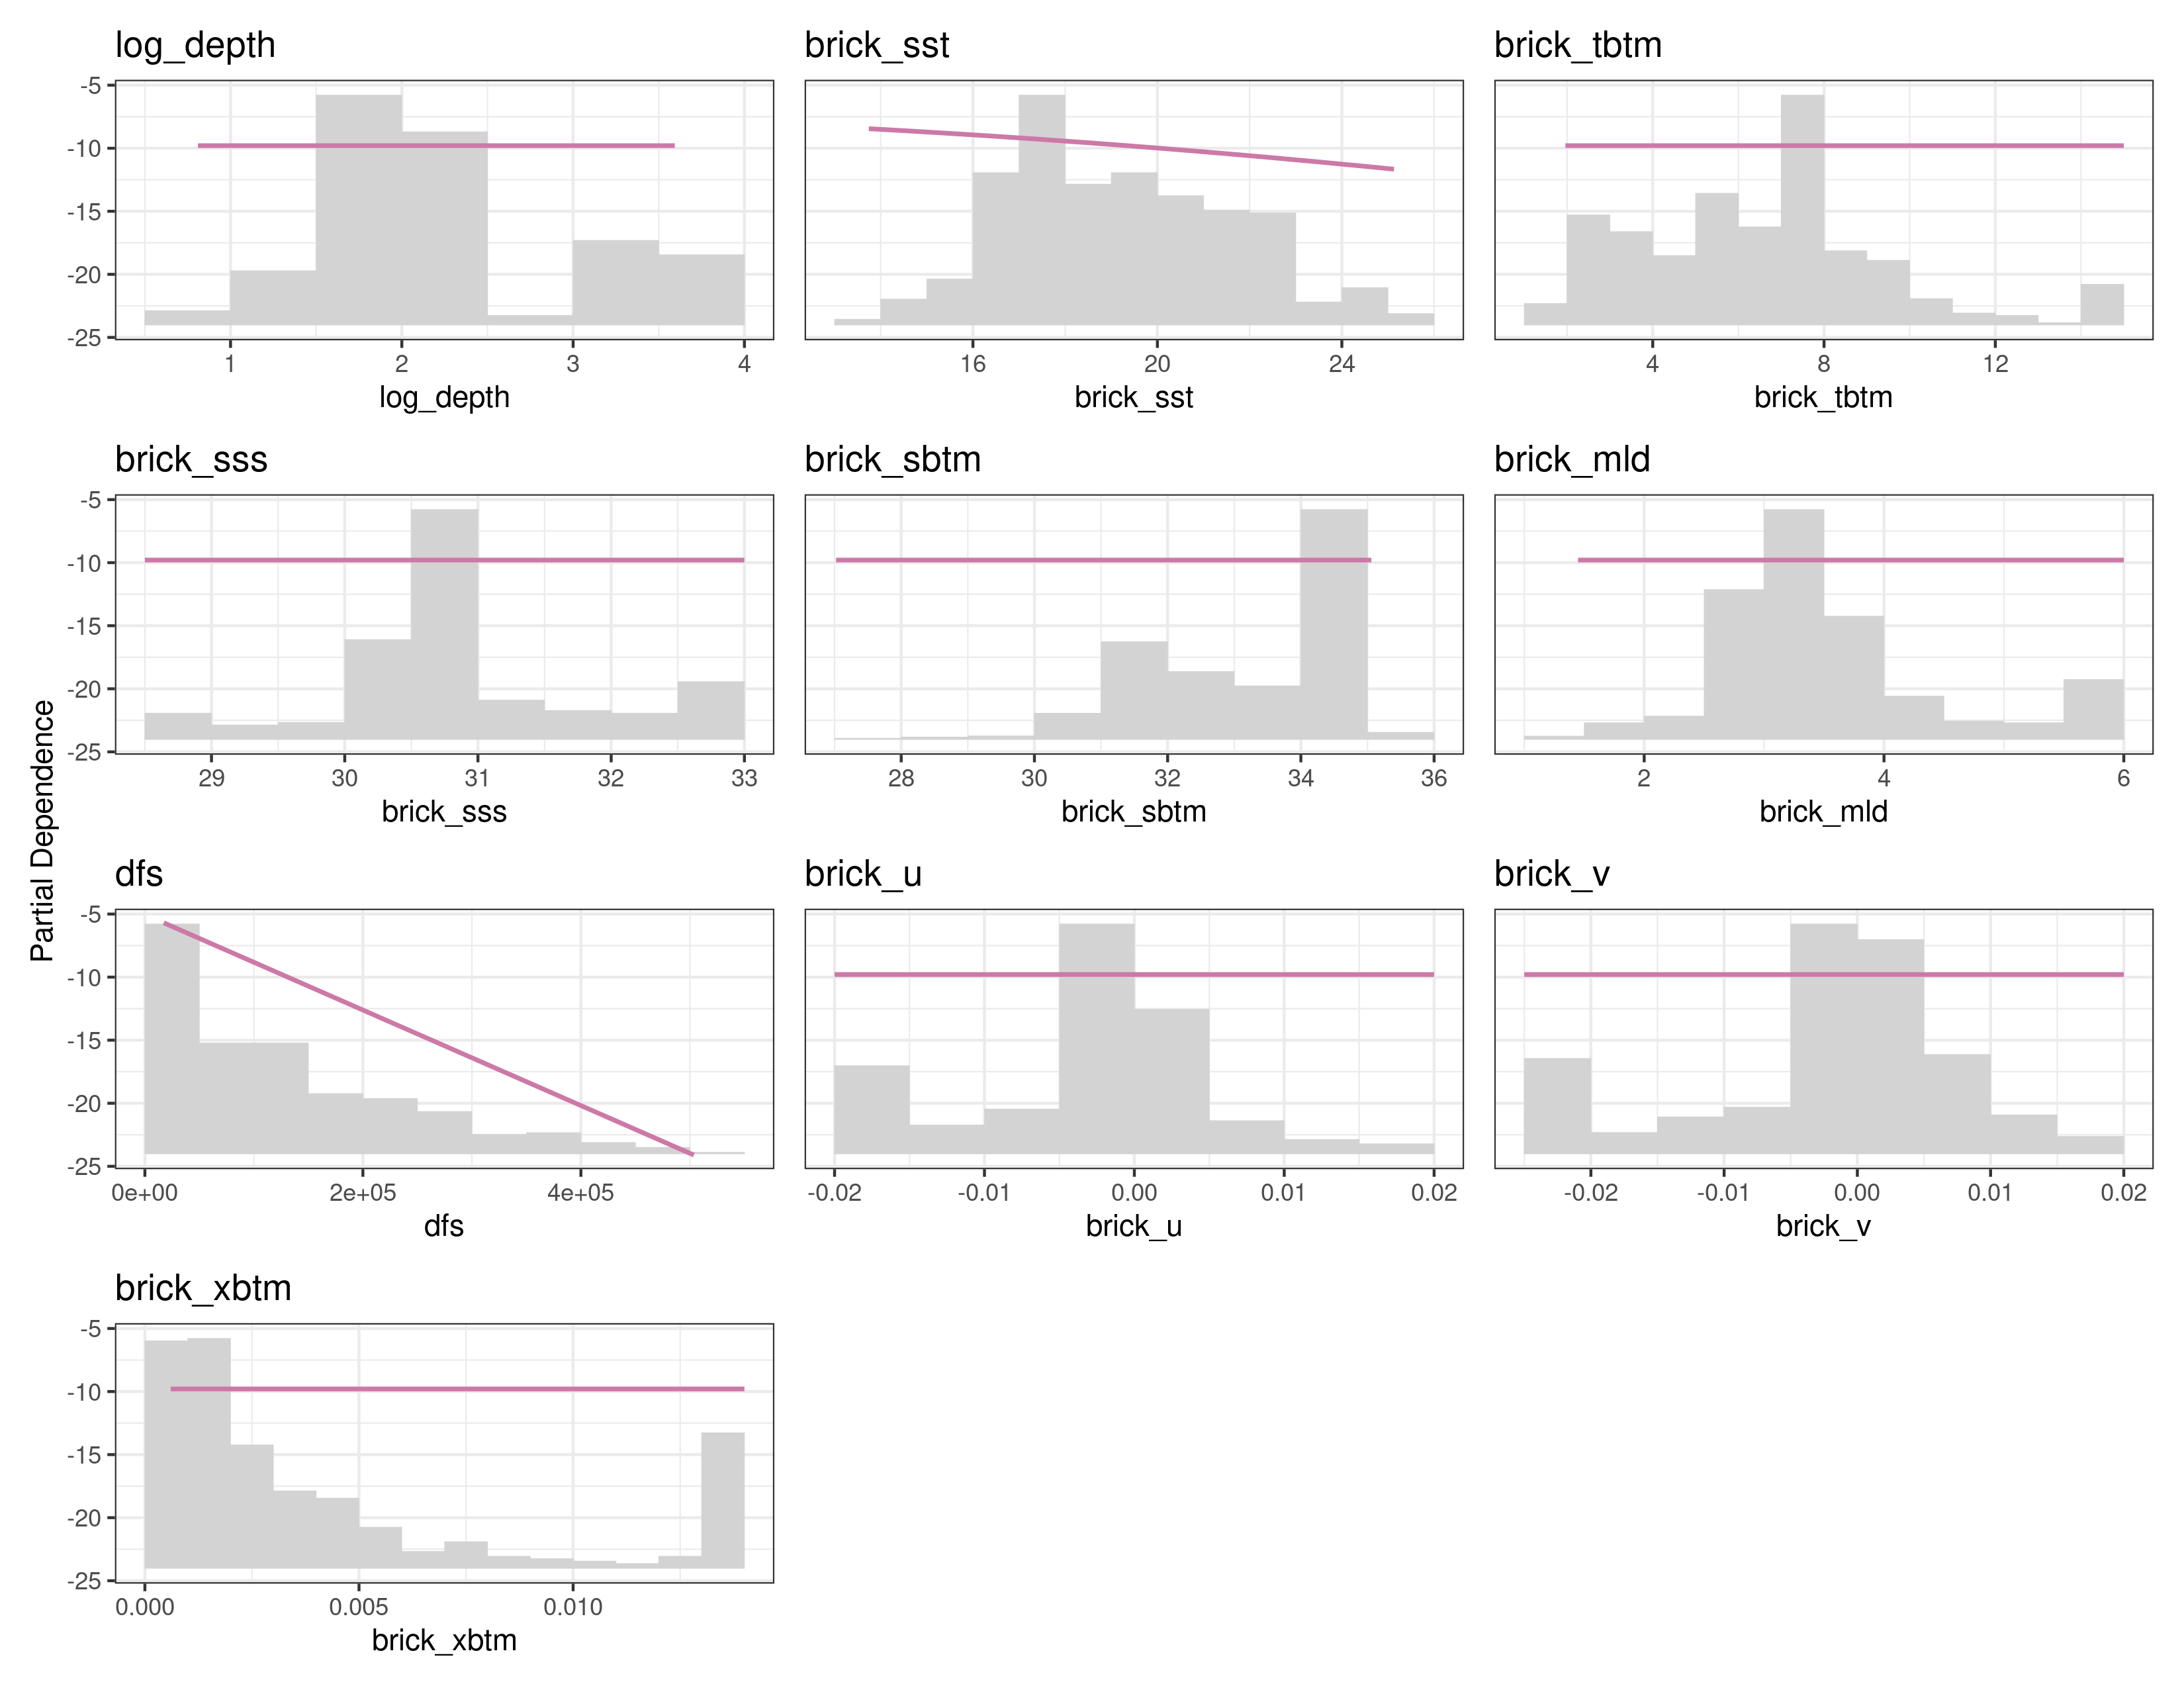 log_depth
brick_sst
brick_tbtm
-5
-10
-15
-20
-25
1 2 3 4
16 20 24
4 8 12
log_depth
brick_sst
brick_tbtm
brick_sss
brick_sbtm
brick_mld
-5
-10
-15
-20
-25
29 30 31 32 33
28 30 32 34 36
2 4 6
brick_sss
brick_sbtm
brick_mld
Partial Dependence
dfs
brick_u
brick_v
-5
-10
-15
-20
-25
0e+00 2e+05 4e+05
-0.02 -0.01 0.00 0.01 0.02
-0.02 -0.01 0.00 0.01 0.02
dfs
brick_u
brick_v
brick_xbtm
-5
-10
-15
-20
-25
0.000 0.005 0.010
brick_xbtm